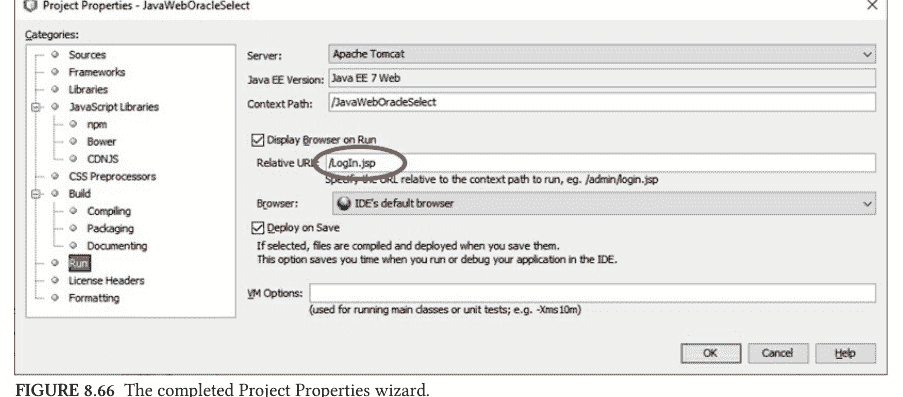 Project Properties - JavaWebOracleSelect
Categories:
Sources
Frameworks
Libraries
JavaScript Libraries
npm
Bower
CDNJS
CSS Preprocessors
Build
Compiling
Packaging
Documenting
Run
License Headers
Formatting
Server: Apache Tomcat
Java EE Version: Java EE 7 Web
Context Path: /JavaWebOracleSelect
Display Browser on Run
Relative URL: /LogIn.jsp
Specify the URL relative to the context path to run, eg. /admin/login.jsp
Browser: IDE's default browser
Deploy on Save
If selected, files are compiled and deployed when you save them.
This option saves you time when you run or debug your application in the IDE.
VM Options:
(used for running main classes or unit tests; e.g. -Xms10m)
OK Cancel Help
FIGURE 8.66 The completed Project Properties wizard.